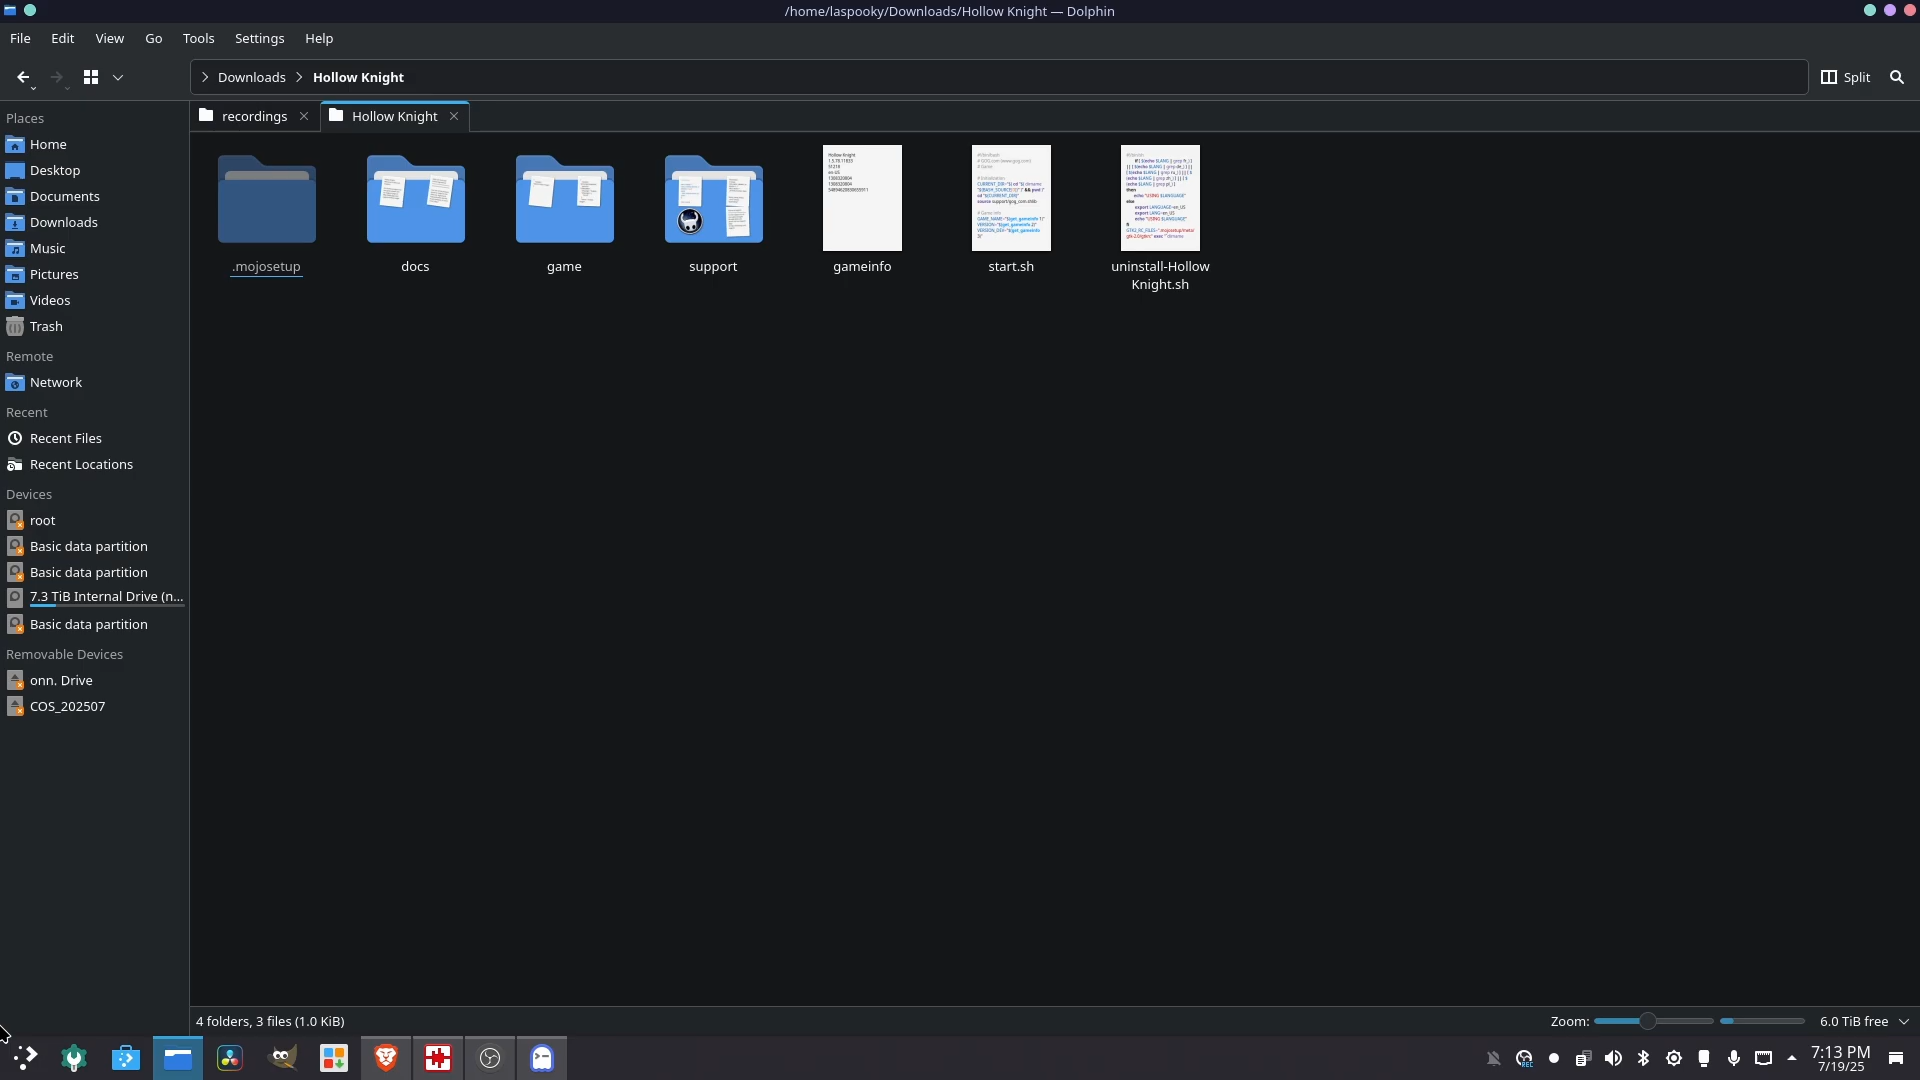 /home/laspooky/Downloads/Hollow Knight — Dolphin
File Edit View Go Tools Settings Help
Downloads Hollow Knight
Split
Places
Home
Desktop
Documents
Downloads
Music
Pictures
Videos
Trash
Remote
Network
Recent
Recent Files
Recent Locations
Devices
root
Basic data partition
Basic data partition
7.3 TiB Internal Drive (n...
Basic data partition
Removable Devices
onn. Drive
COS_202507
recordings
Hollow Knight
.mojosetup
docs
game
support
gameinfo
start.sh
uninstall-Hollow
Knight.sh
4 folders, 3 files (1.0 KiB)
Zoom:
6.0 TiB free
REC
7:13 PM
7/19/25